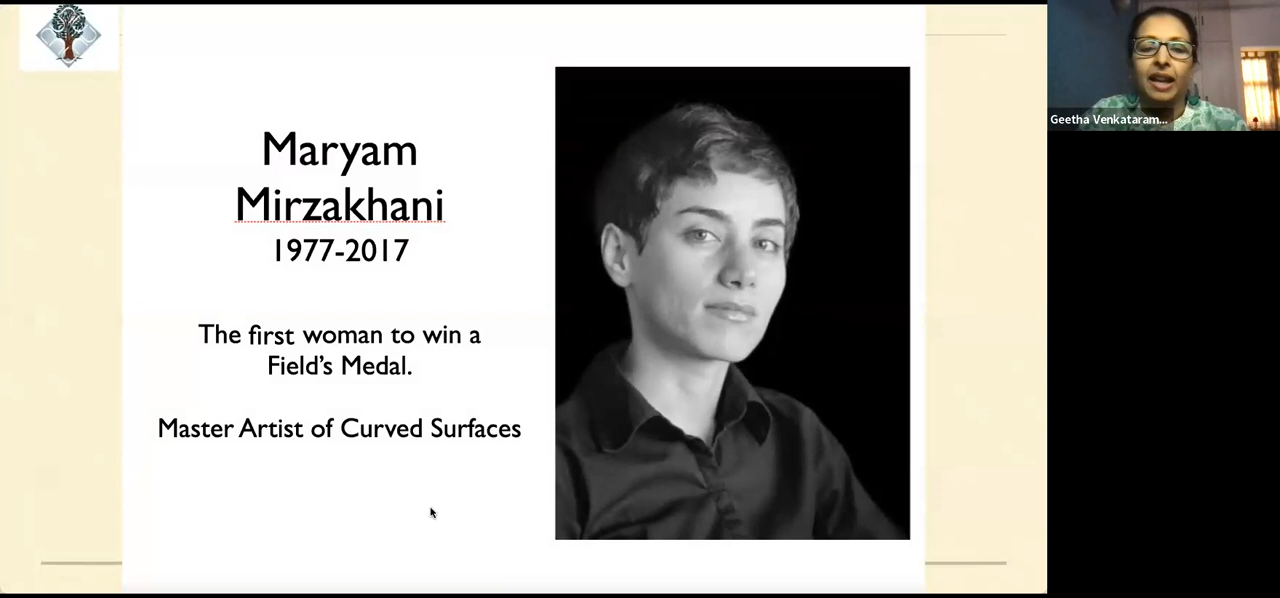 Maryam
Mirzakhani
1977-2017
The first woman to win a
Field’s Medal.
Master Artist of Curved Surfaces
Geetha Venkataram...